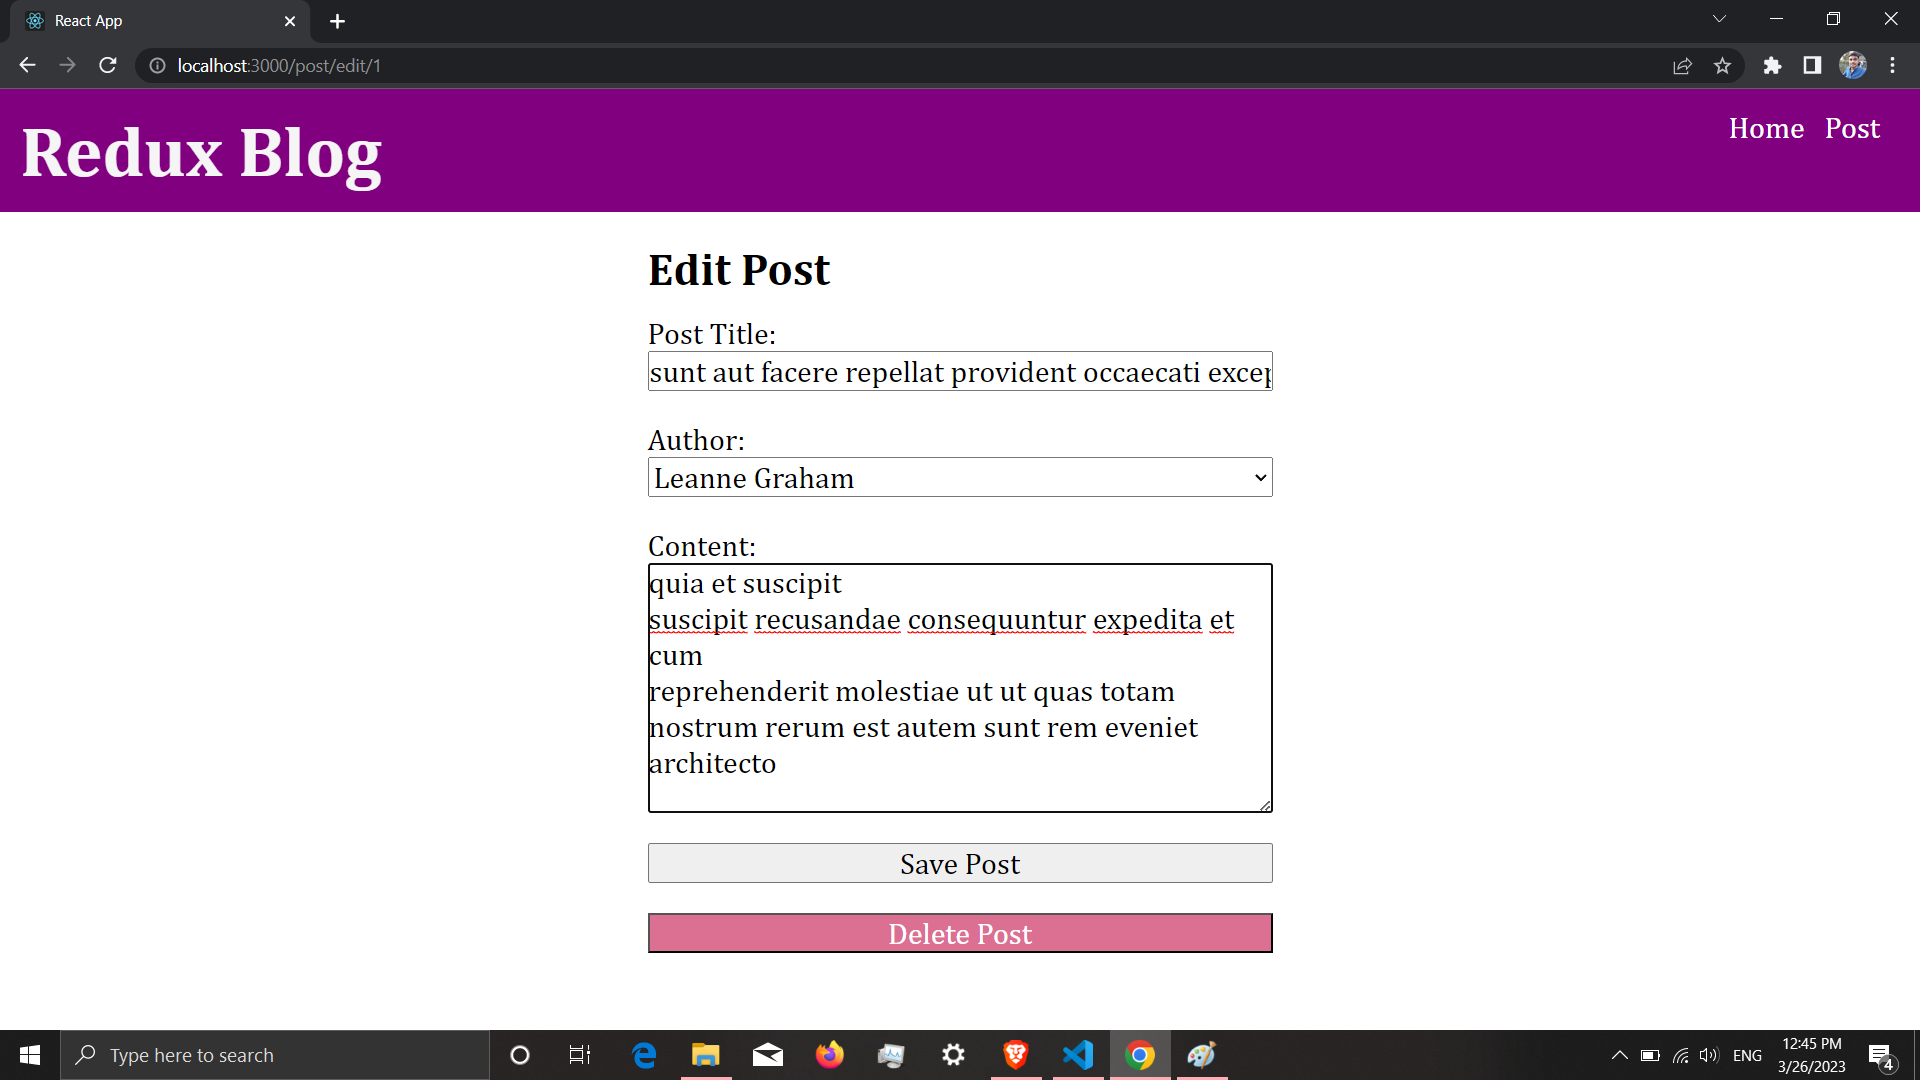 React App
localhost:3000/post/edit/1
Redux Blog
Home Post
Edit Post
Post Title:
sunt aut facere repellat provident occaecati excep
Author:
Leanne Graham
Content:
quia et suscipit
suscipit recusandae consequuntur expedita et
cum
reprehenderit molestiae ut ut quas totam
nostrum rerum est autem sunt rem eveniet
architecto
Save Post
Delete Post
Type here to search
ENG
12:45 PM
3/26/2023
4